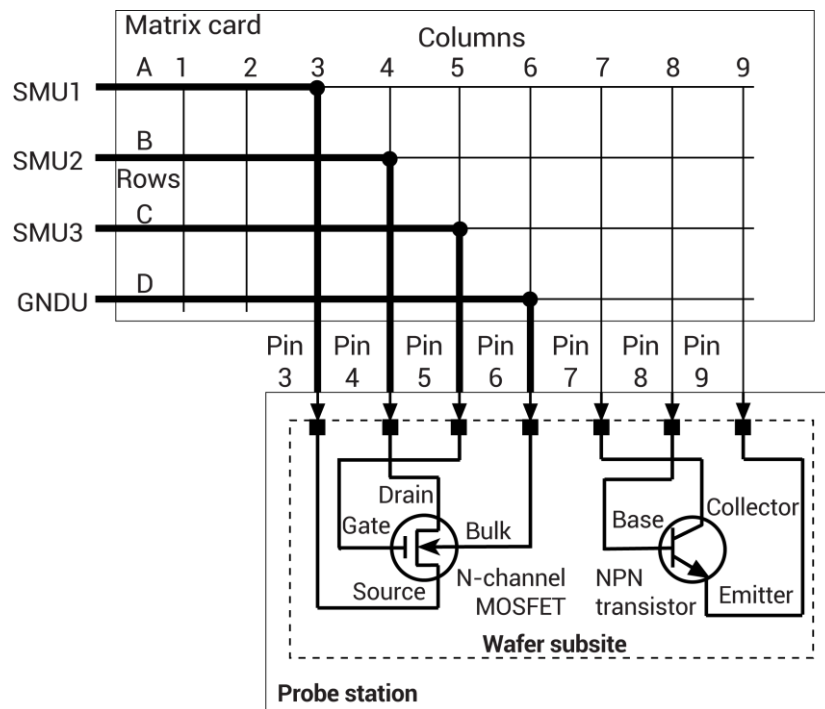 Matrix card
Columns
A 1 2 3 4 5 6 7 8 9
SMU1
B
SMU2
Rows
C
SMU3
D
GNDU
Pin Pin Pin Pin Pin Pin Pin
3 4 5 6 7 8 9
Drain
Gate
Bulk
Source
N-channel
MOSFET
Base
Collector
NPN
transistor
Emitter
Wafer subsite
Probe station